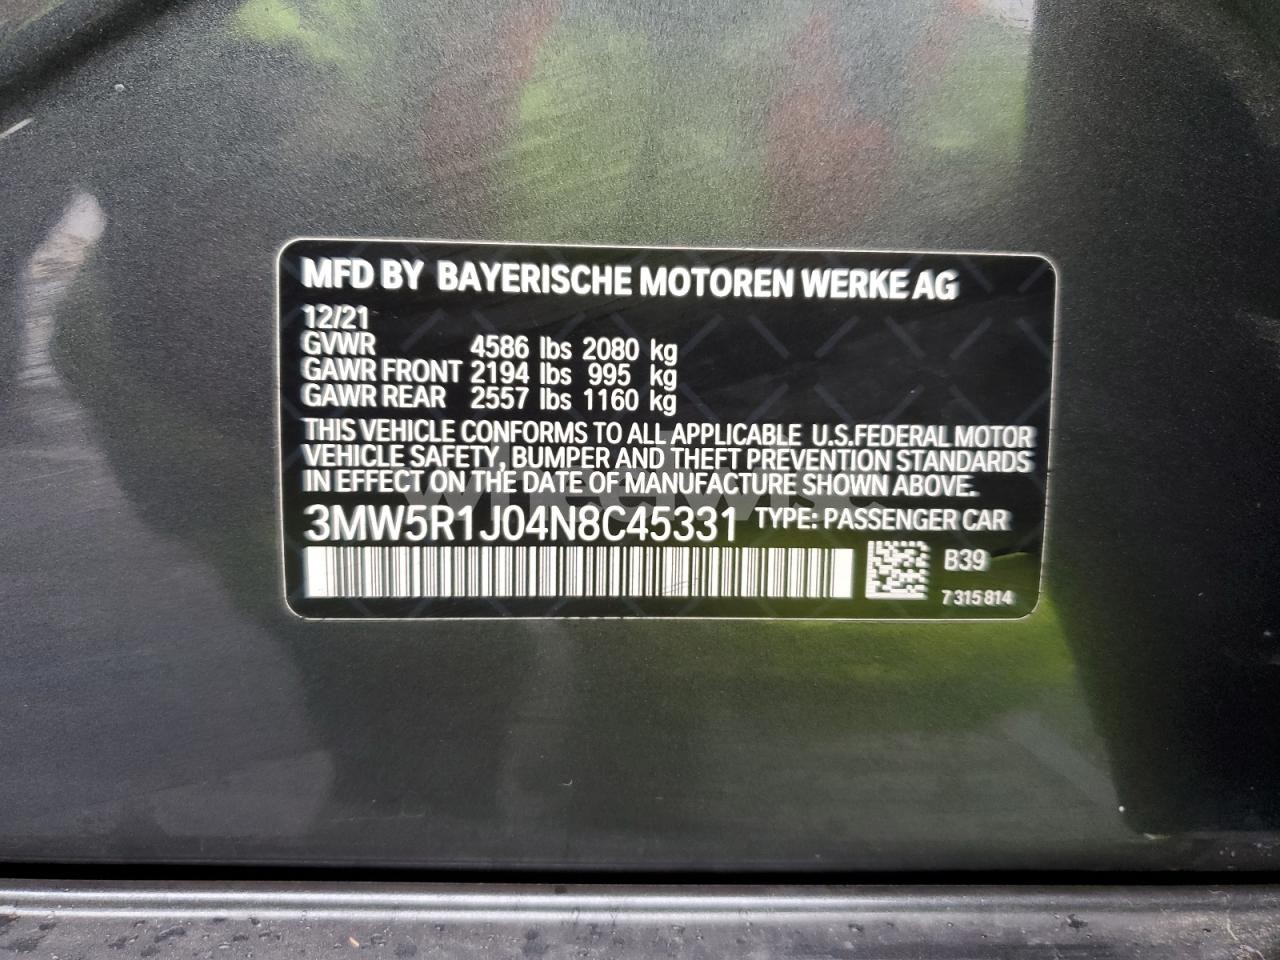 MFD BY BAYERISCHE MOTOREN WERKE AG
12/21
GVWR 4586 lbs 2080 kg
GAWR FRONT 2194 lbs 995 kg
GAWR REAR 2557 lbs 1160 kg
THIS VEHICLE CONFORMS TO ALL APPLICABLE U.S.FEDERAL MOTOR
VEHICLE SAFETY, BUMPER AND THEFT PREVENTION STANDARDS
IN EFFECT ON THE DATE OF MANUFACTURE SHOWN ABOVE.
3MW5R1J04N8C45331 TYPE: PASSENGER CAR
B39
7 315 814